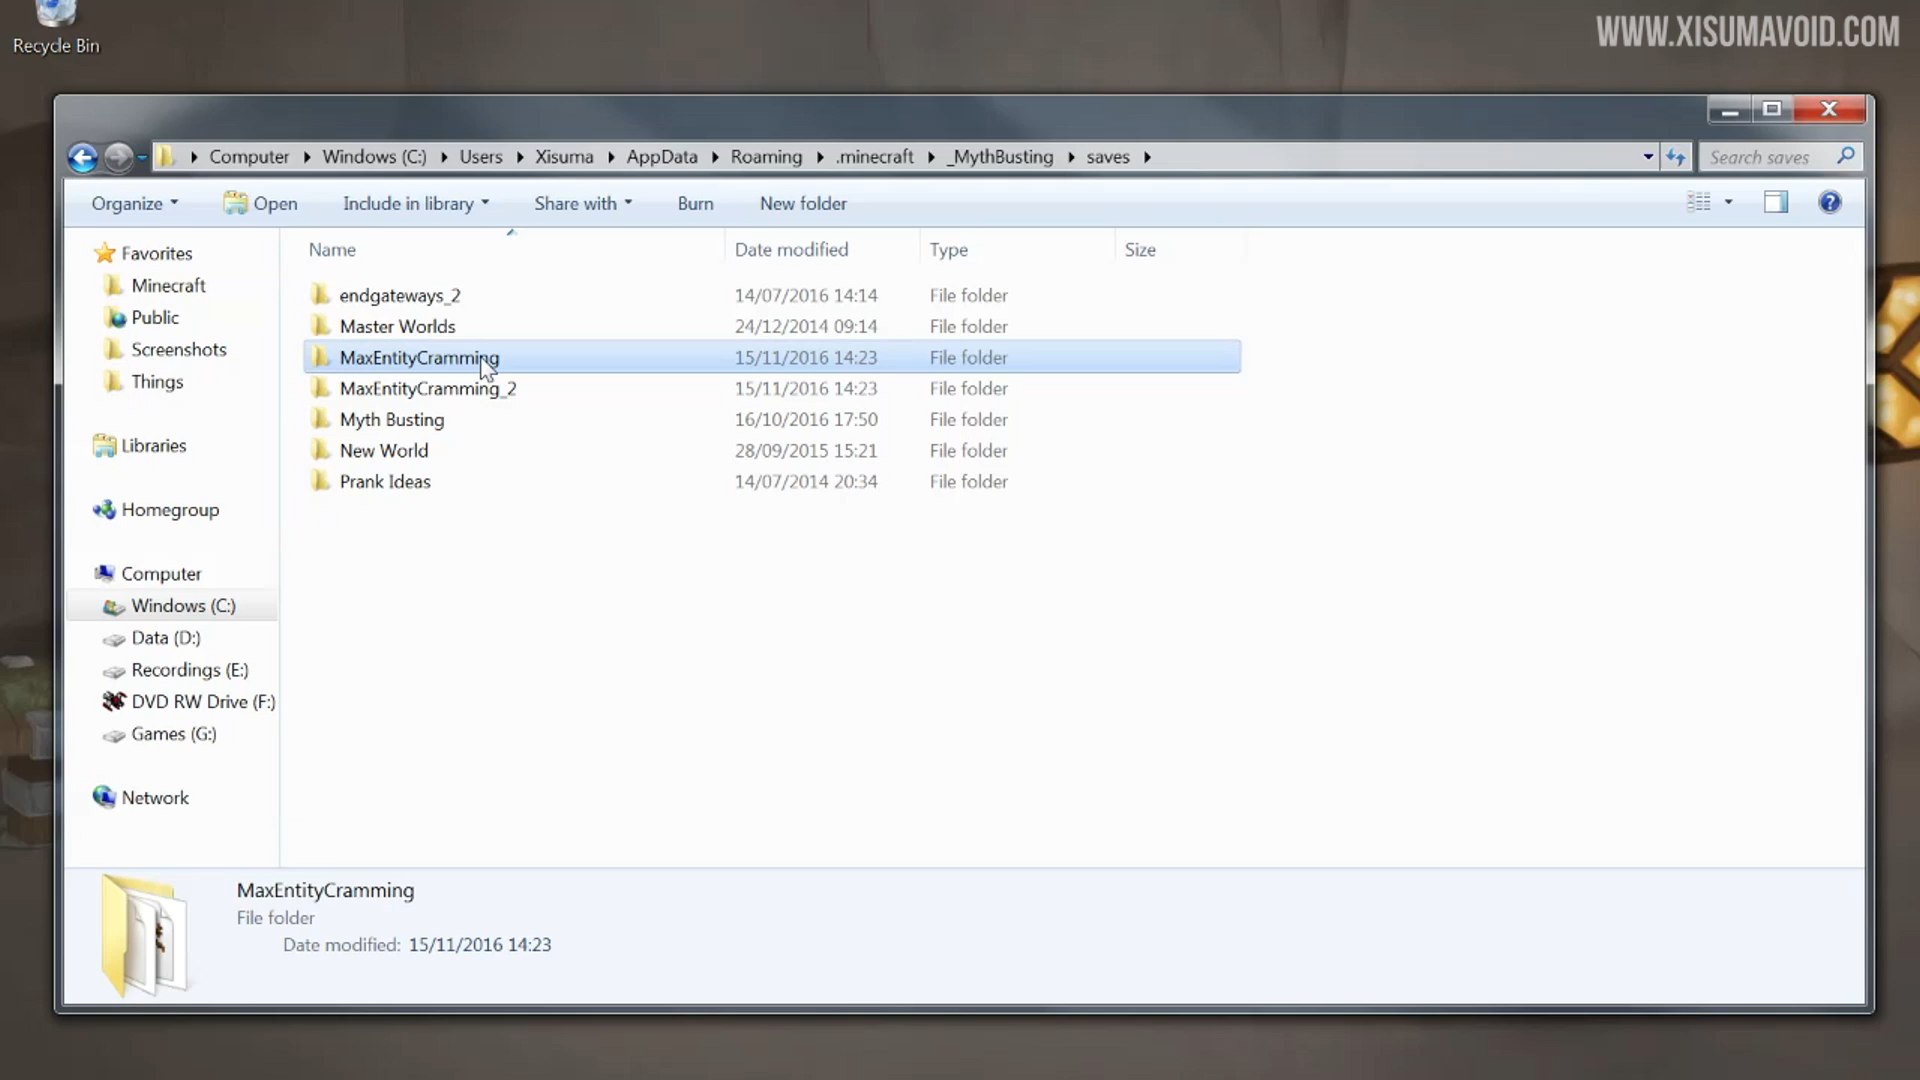 Recycle Bin
WWW.XISUMAVOID.COM
Computer Windows (C:) Users Xisuma AppData Roaming .minecraft _MythBusting saves
Search saves
Organize Open Include in library Share with Burn New folder
Favorites
Minecraft
Public
Screenshots
Things
Libraries
Homegroup
Computer
Windows (C:)
Data (D:)
Recordings (E:)
DVD RW Drive (F:)
Games (G:)
Network
Name Date modified Type Size
endgateways_2 14/07/2016 14:14 File folder
Master Worlds 24/12/2014 09:14 File folder
MaxEntityCramming 15/11/2016 14:23 File folder
MaxEntityCramming_2 15/11/2016 14:23 File folder
Myth Busting 16/10/2016 17:50 File folder
New World 28/09/2015 15:21 File folder
Prank Ideas 14/07/2014 20:34 File folder
MaxEntityCramming
File folder
Date modified: 15/11/2016 14:23